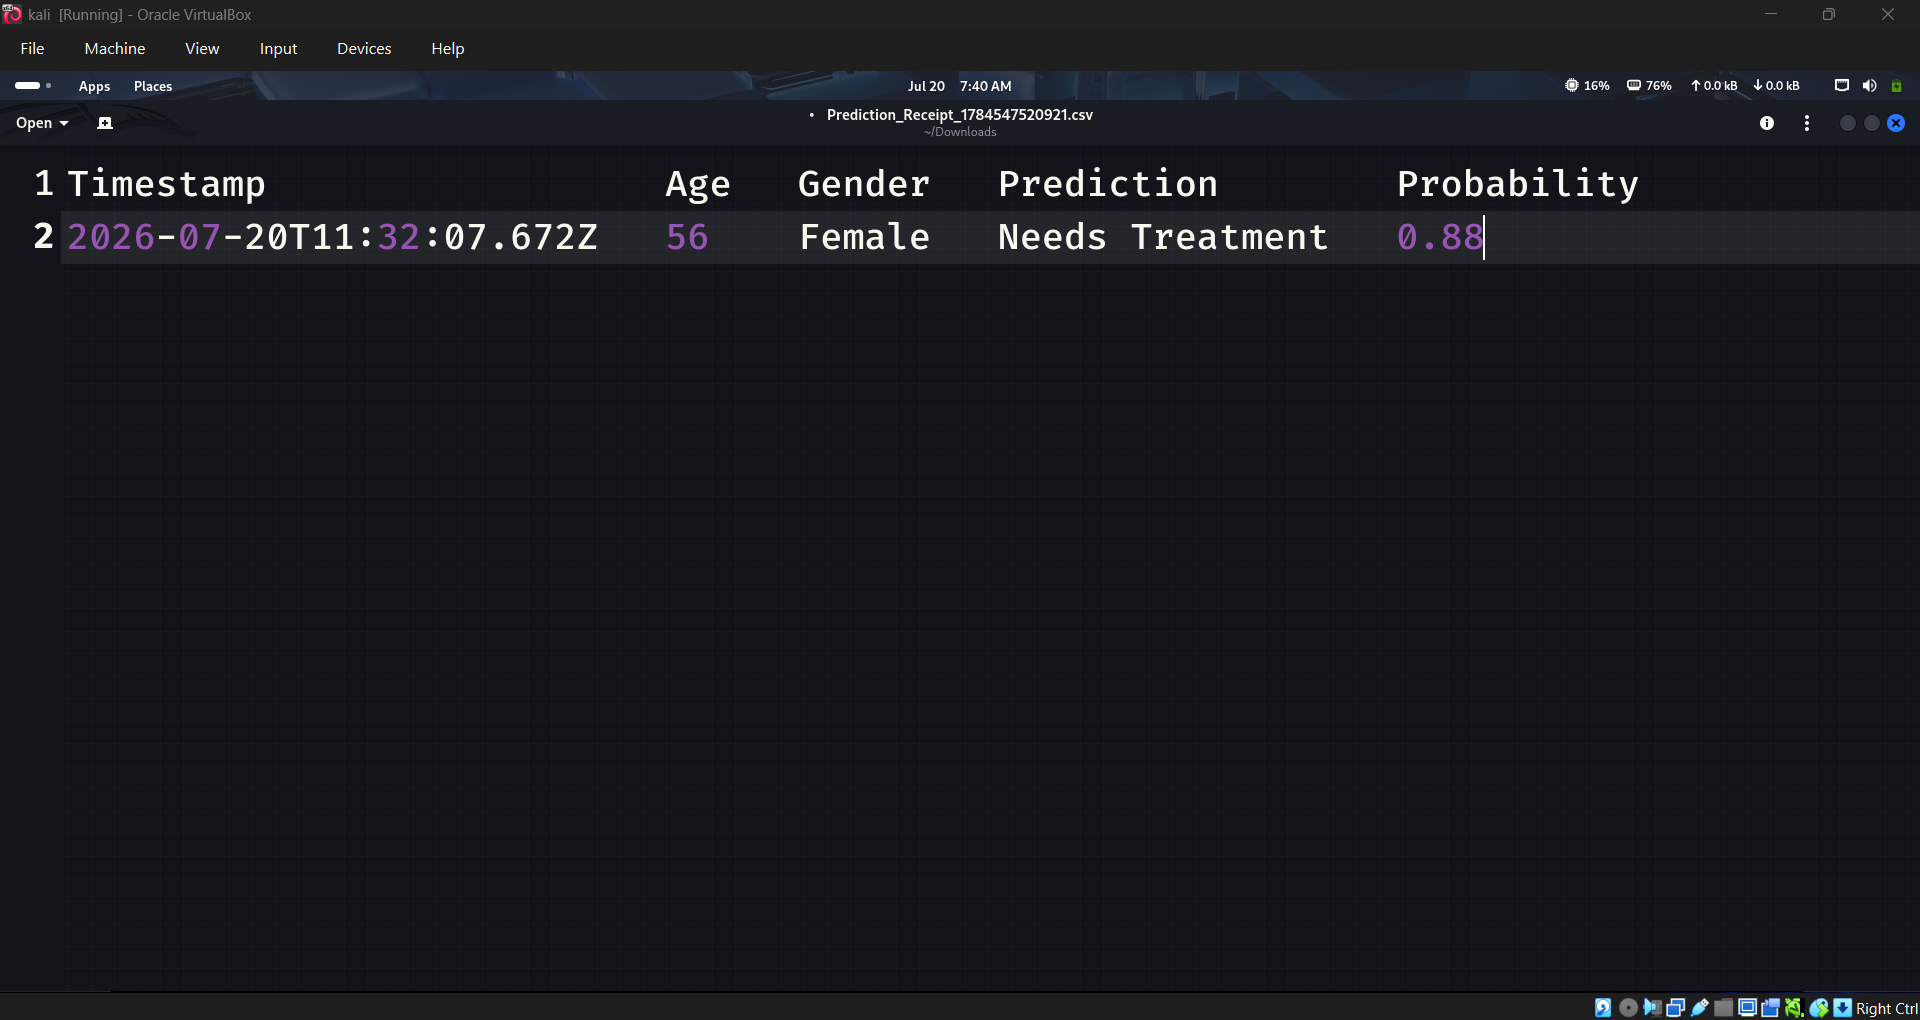 kali [Running] - Oracle VirtualBox
File Machine View Input Devices Help
Apps Places Jul 20 7:40 AM 16% 76% ↑0.0 kB ↓0.0 kB
Open • Prediction_Receipt_1784547520921.csv
~/Downloads
1 Timestamp Age Gender Prediction Probability
2 2026-07-20T11:32:07.672Z 56 Female Needs Treatment 0.88
Right Ctrl